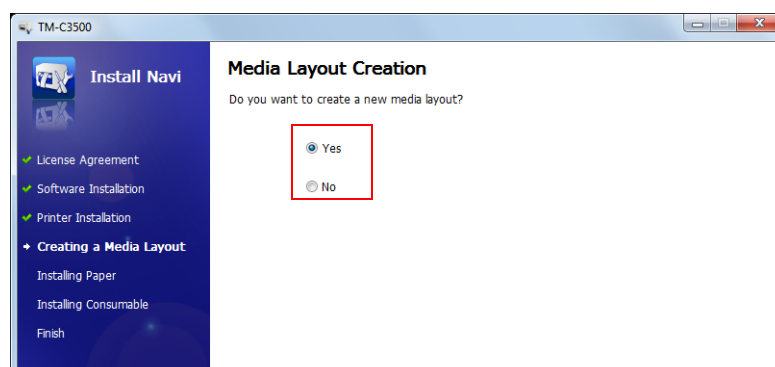 TM-C3500
Install Navi
License Agreement
Software Installation
Printer Installation
Creating a Media Layout
Installing Paper
Installing Consumable
Finish
Media Layout Creation
Do you want to create a new media layout?
Yes
No